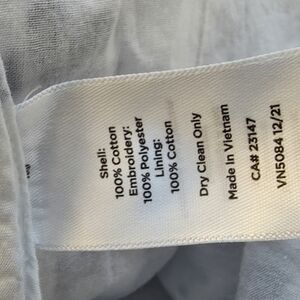 Shell:
100% Cotton
Embroidery:
100% Polyester
Lining:
100% Cotton
Dry Clean Only
Made In Vietnam
CA# 23147
VN5084 12/21